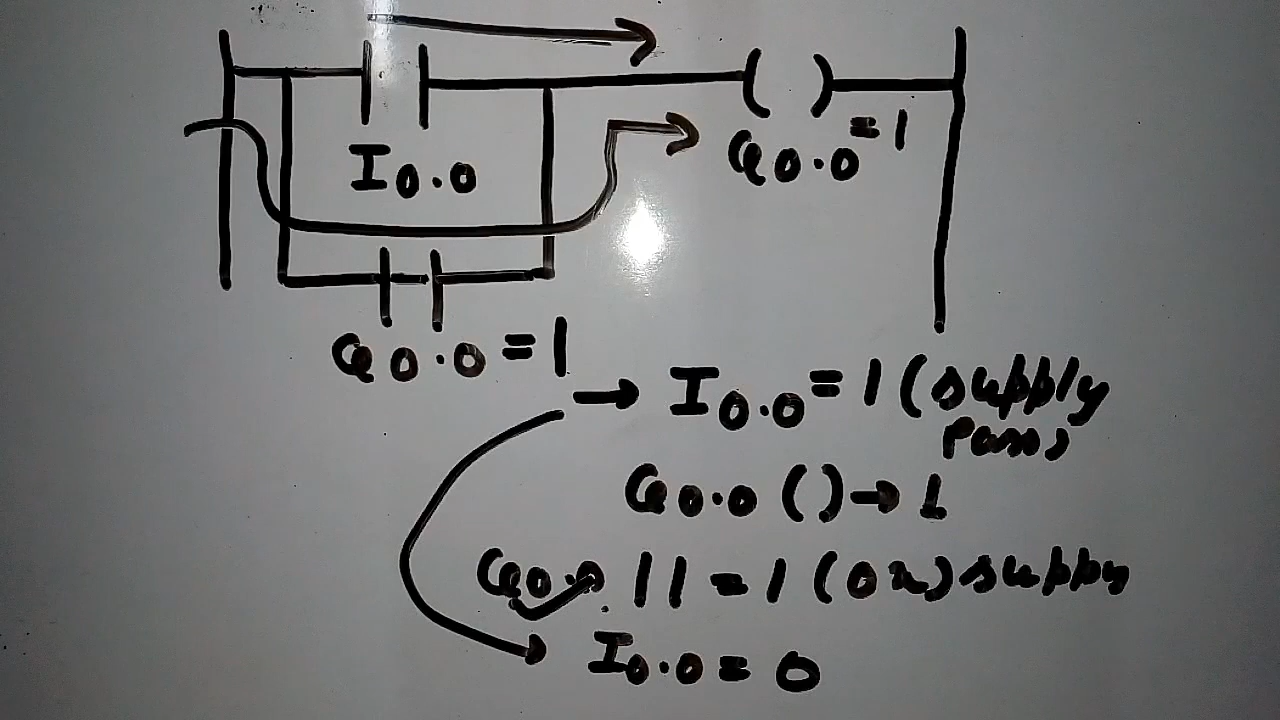 I0.0
Q0.0 = 1
Q0.0 = 1
→ I0.0 = 1 (supply
pass)
Q0.0 ( ) → 1
Q0.0 | | = 1 (on) supply
I0.0 = 0